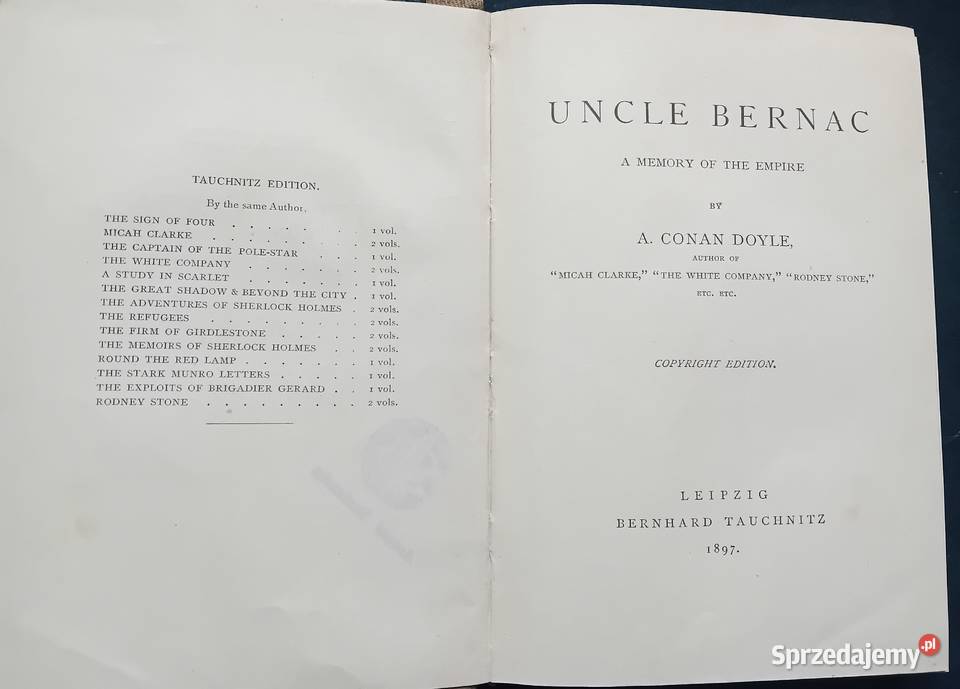 TAUCHNITZ EDITION.
By the same Author,
THE SIGN OF FOUR . . . . . . . 1 vol.
MICAH CLARKE . . . . . . . . 2 vols.
THE CAPTAIN OF THE POLE-STAR . . . 1 vol.
THE WHITE COMPANY . . . . . . . 2 vols.
A STUDY IN SCARLET . . . . . . 1 vol.
THE GREAT SHADOW & BEYOND THE CITY . 1 vol.
THE ADVENTURES OF SHERLOCK HOLMES . 2 vols.
THE REFUGEES . . . . . . . . . 2 vols.
THE FIRM OF GIRDLESTONE . . . . . 2 vols.
THE MEMOIRS OF SHERLOCK HOLMES . . 2 vols.
ROUND THE RED LAMP . . . . . . . 1 vol.
THE STARK MUNRO LETTERS . . . . . 1 vol.
THE EXPLOITS OF BRIGADIER GERARD . . 1 vol.
RODNEY STONE . . . . . . . . . 2 vols.
UNCLE BERNAC
A MEMORY OF THE EMPIRE
BY
A. CONAN DOYLE,
AUTHOR OF
"MICAH CLARKE," "THE WHITE COMPANY," "RODNEY STONE,"
ETC. ETC.
COPYRIGHT EDITION.
LEIPZIG
BERNHARD TAUCHNITZ
1897.
Sprzedajemy.pl